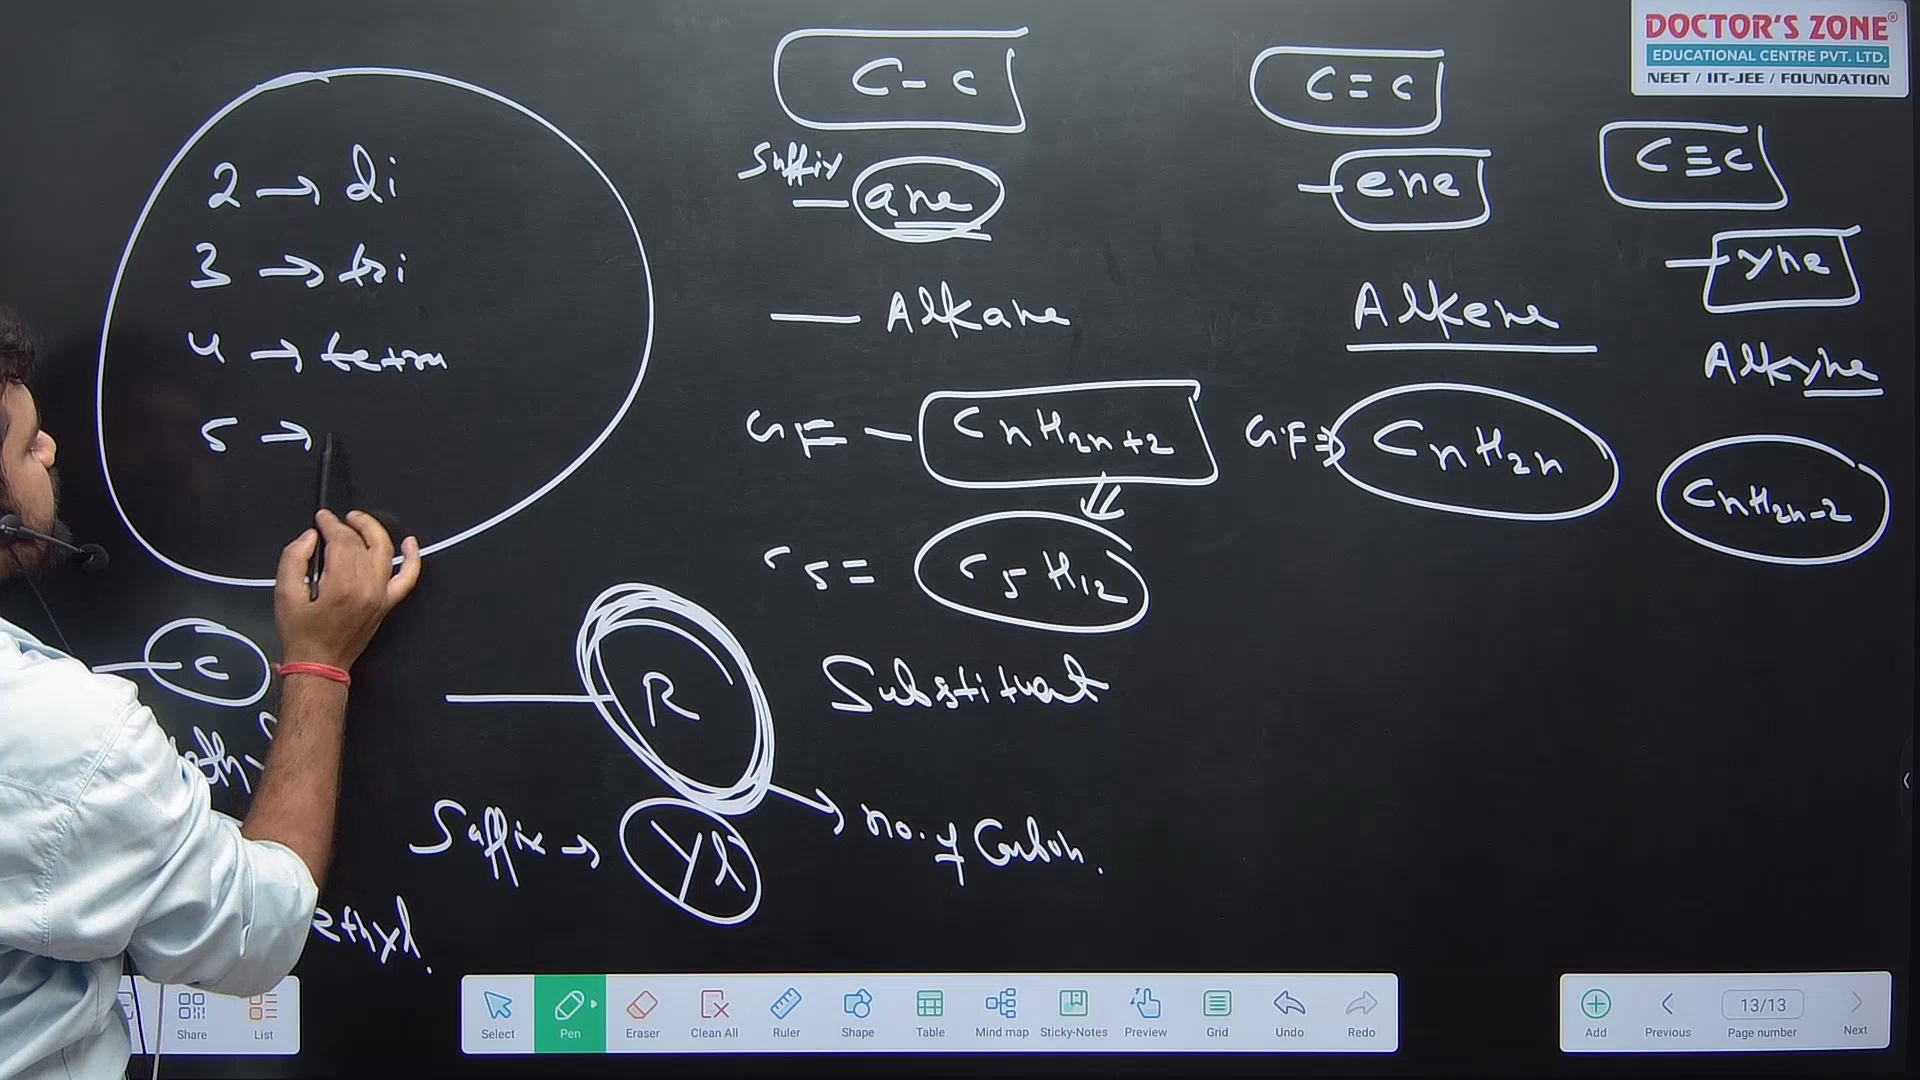 DOCTOR'S ZONE®
EDUCATIONAL CENTRE PVT. LTD.
NEET / IIT-JEE / FOUNDATION
2 → di
3 → tri
4 → tetra
5 →
C - C
Suffix
— ane
— Alkane
G.F — CnH2n+2
C5 = C5H12
C = C
— ene
Alkene
G.F ⇒ CnH2n
C ≡ C
— yne
Alkyne
CnH2n-2
— C
— R
Substituent
→ no. of Carbon.
Suffix → Yl
ethyl.
Share
List
Select
Pen
Eraser
Clean All
Ruler
Shape
Table
Mind map
Sticky-Notes
Preview
Grid
Undo
Redo
Add
Previous
13/13
Page number
Next